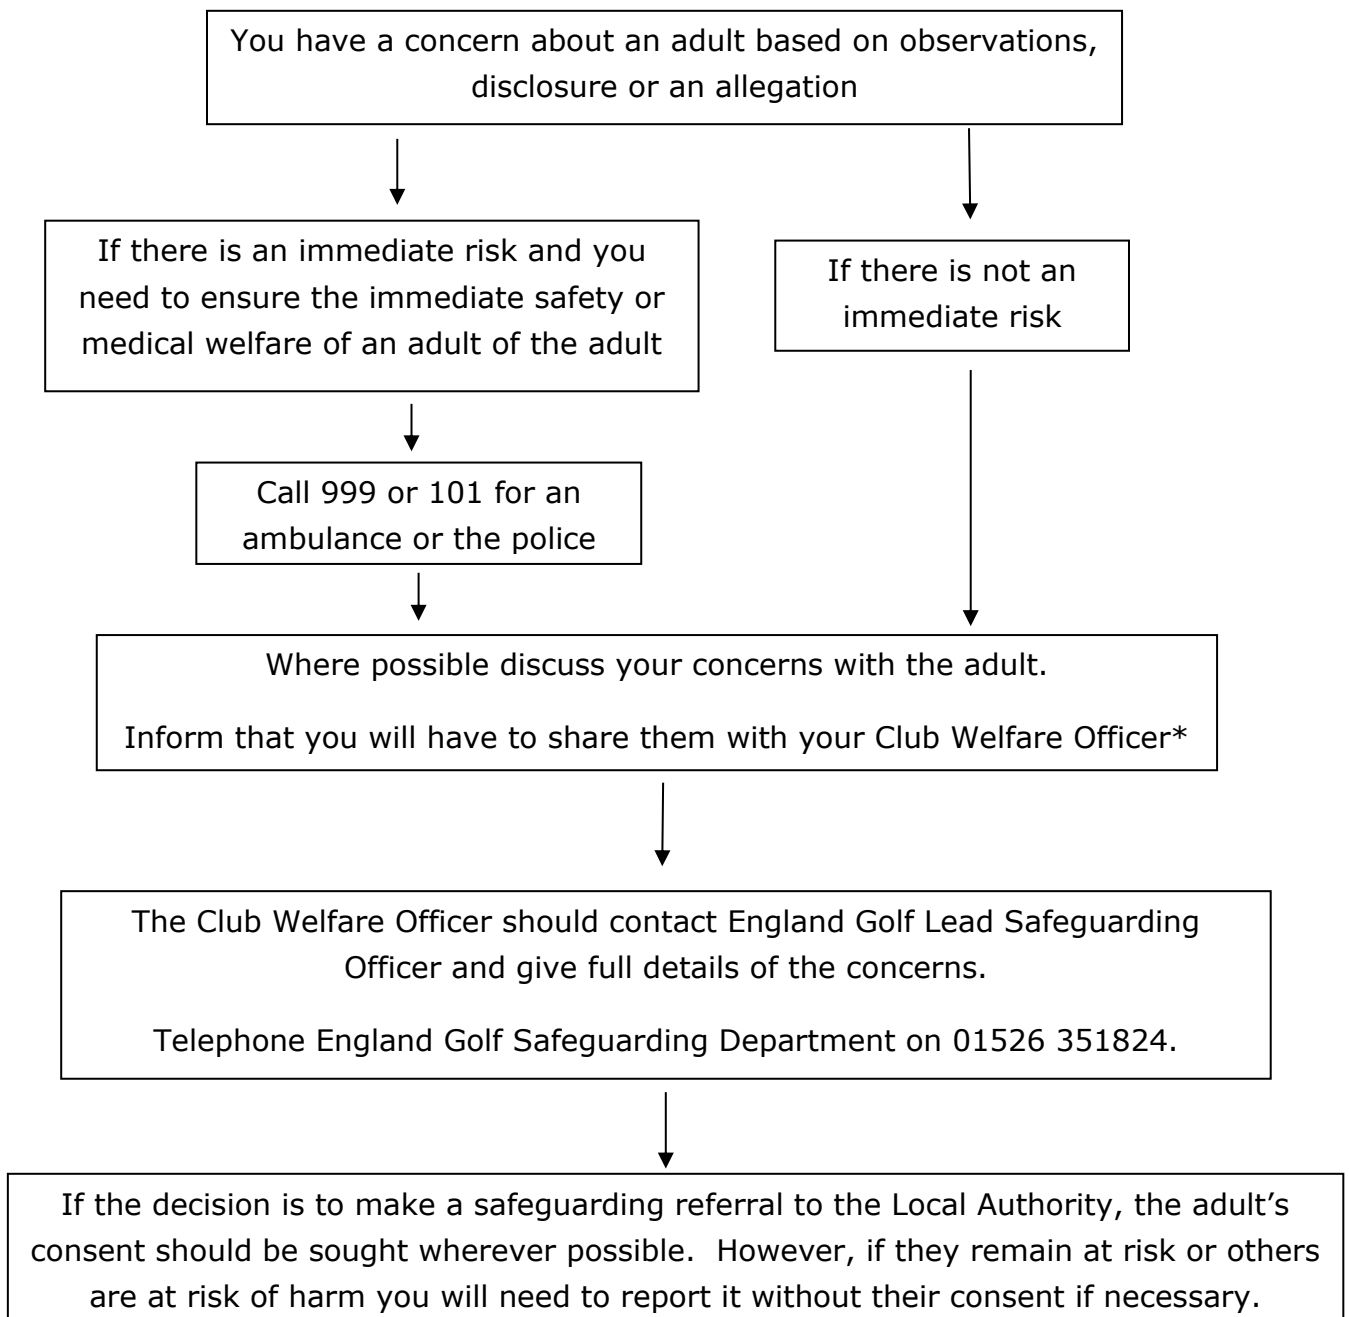 You have a concern about an adult based on observations,
disclosure or an allegation
If there is an immediate risk and you
need to ensure the immediate safety or
medical welfare of an adult of the adult
If there is not an
immediate risk
Call 999 or 101 for an
ambulance or the police
Where possible discuss your concerns with the adult.
Inform that you will have to share them with your Club Welfare Officer*
The Club Welfare Officer should contact England Golf Lead Safeguarding
Officer and give full details of the concerns.
Telephone England Golf Safeguarding Department on 01526 351824.
If the decision is to make a safeguarding referral to the Local Authority, the adult’s
consent should be sought wherever possible.  However, if they remain at risk or others
are at risk of harm you will need to report it without their consent if necessary.